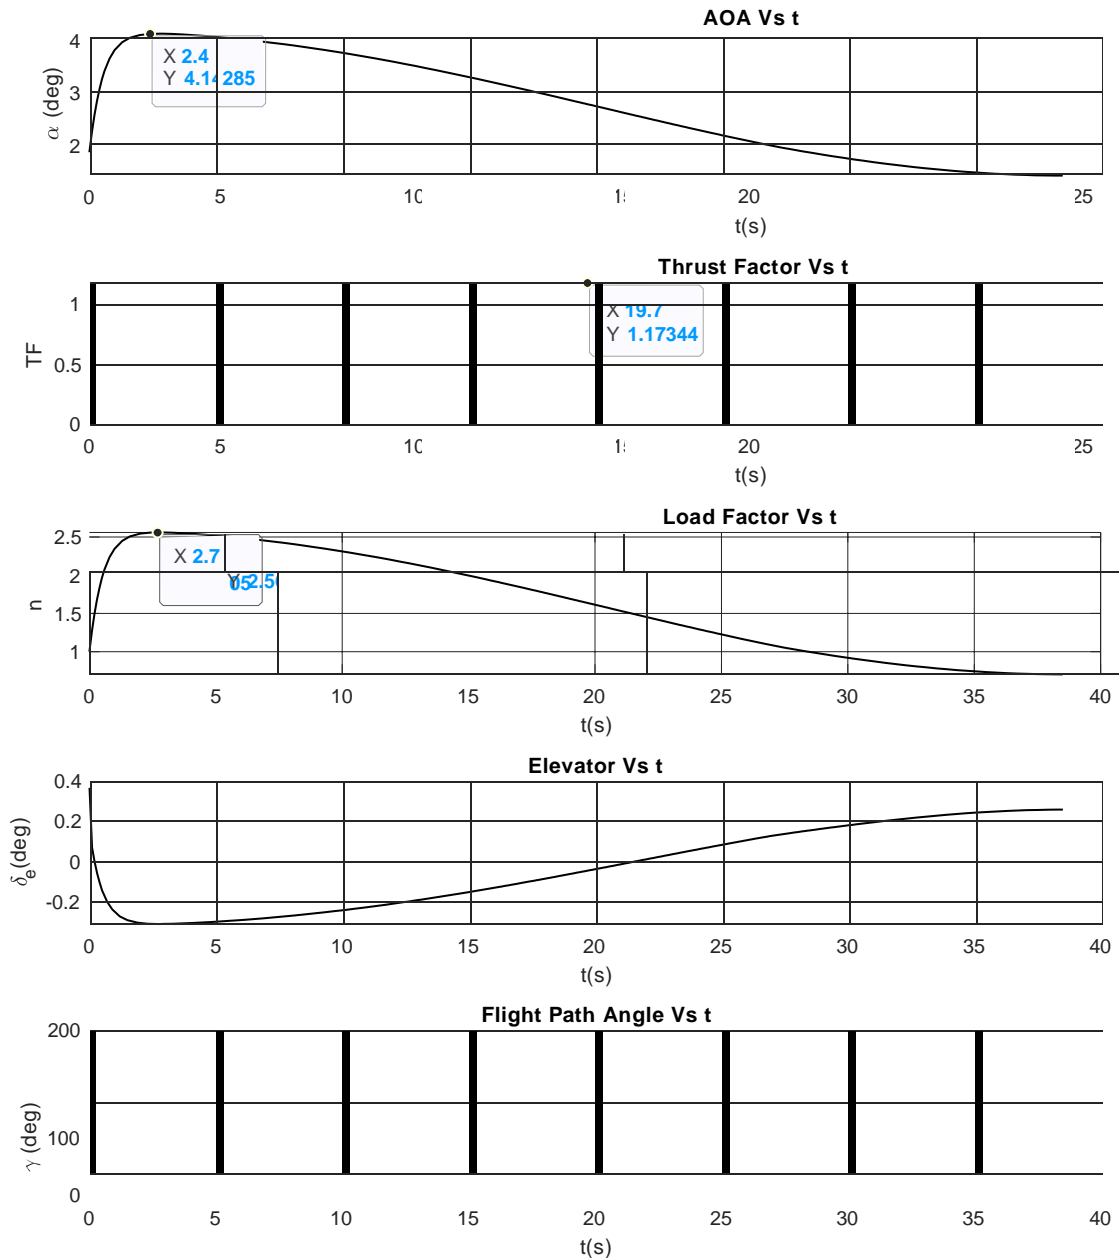 AOA Vs t
α (deg)
4
3
2
X 2.4
Y 4.14285
0 5 10 20 25
t(s)
Thrust Factor Vs t
TF
1
0.5
0
X 19.7
Y 1.17344
0 5 10 20 25
t(s)
Load Factor Vs t
n
2.5
2
1.5
1
X 2.7
0 5 10 15 20 25 30 35 40
t(s)
Elevator Vs t
δe(deg)
0.4
0.2
0
-0.2
0 5 10 15 20 25 30 35 40
t(s)
Flight Path Angle Vs t
γ (deg)
200
100
0
0 5 10 15 20 25 30 35 40
t(s)